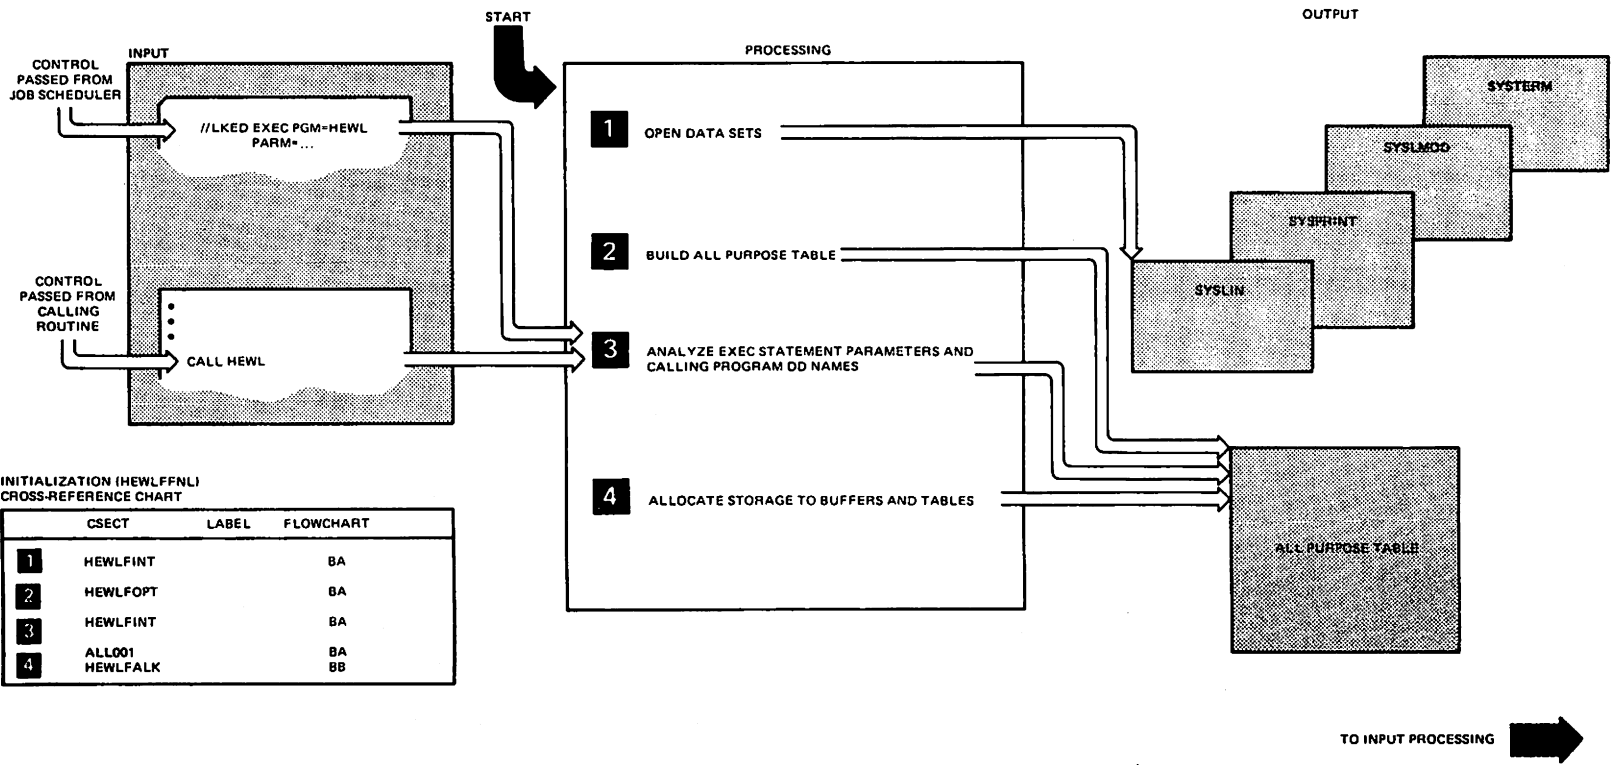 START
OUTPUT
INPUT
PROCESSING
CONTROL
PASSED FROM
JOB SCHEDULER
//LKED EXEC PGM=HEWL
PARM=...
1 OPEN DATA SETS
SYSTERM
SYSLMOD
SYSPRINT
SYSLIN
2 BUILD ALL PURPOSE TABLE
CONTROL
PASSED FROM
CALLING
ROUTINE
CALL HEWL
3 ANALYZE EXEC STATEMENT PARAMETERS AND
CALLING PROGRAM DD NAMES
4 ALLOCATE STORAGE TO BUFFERS AND TABLES
ALL PURPOSE TABLE
INITIALIZATION (HEWLFFNL)
CROSS-REFERENCE CHART
CSECT LABEL FLOWCHART
1 HEWLFINT BA
2 HEWLFOPT BA
3 HEWLFINT BA
ALL001 BA
4 HEWLFALK BB
TO INPUT PROCESSING